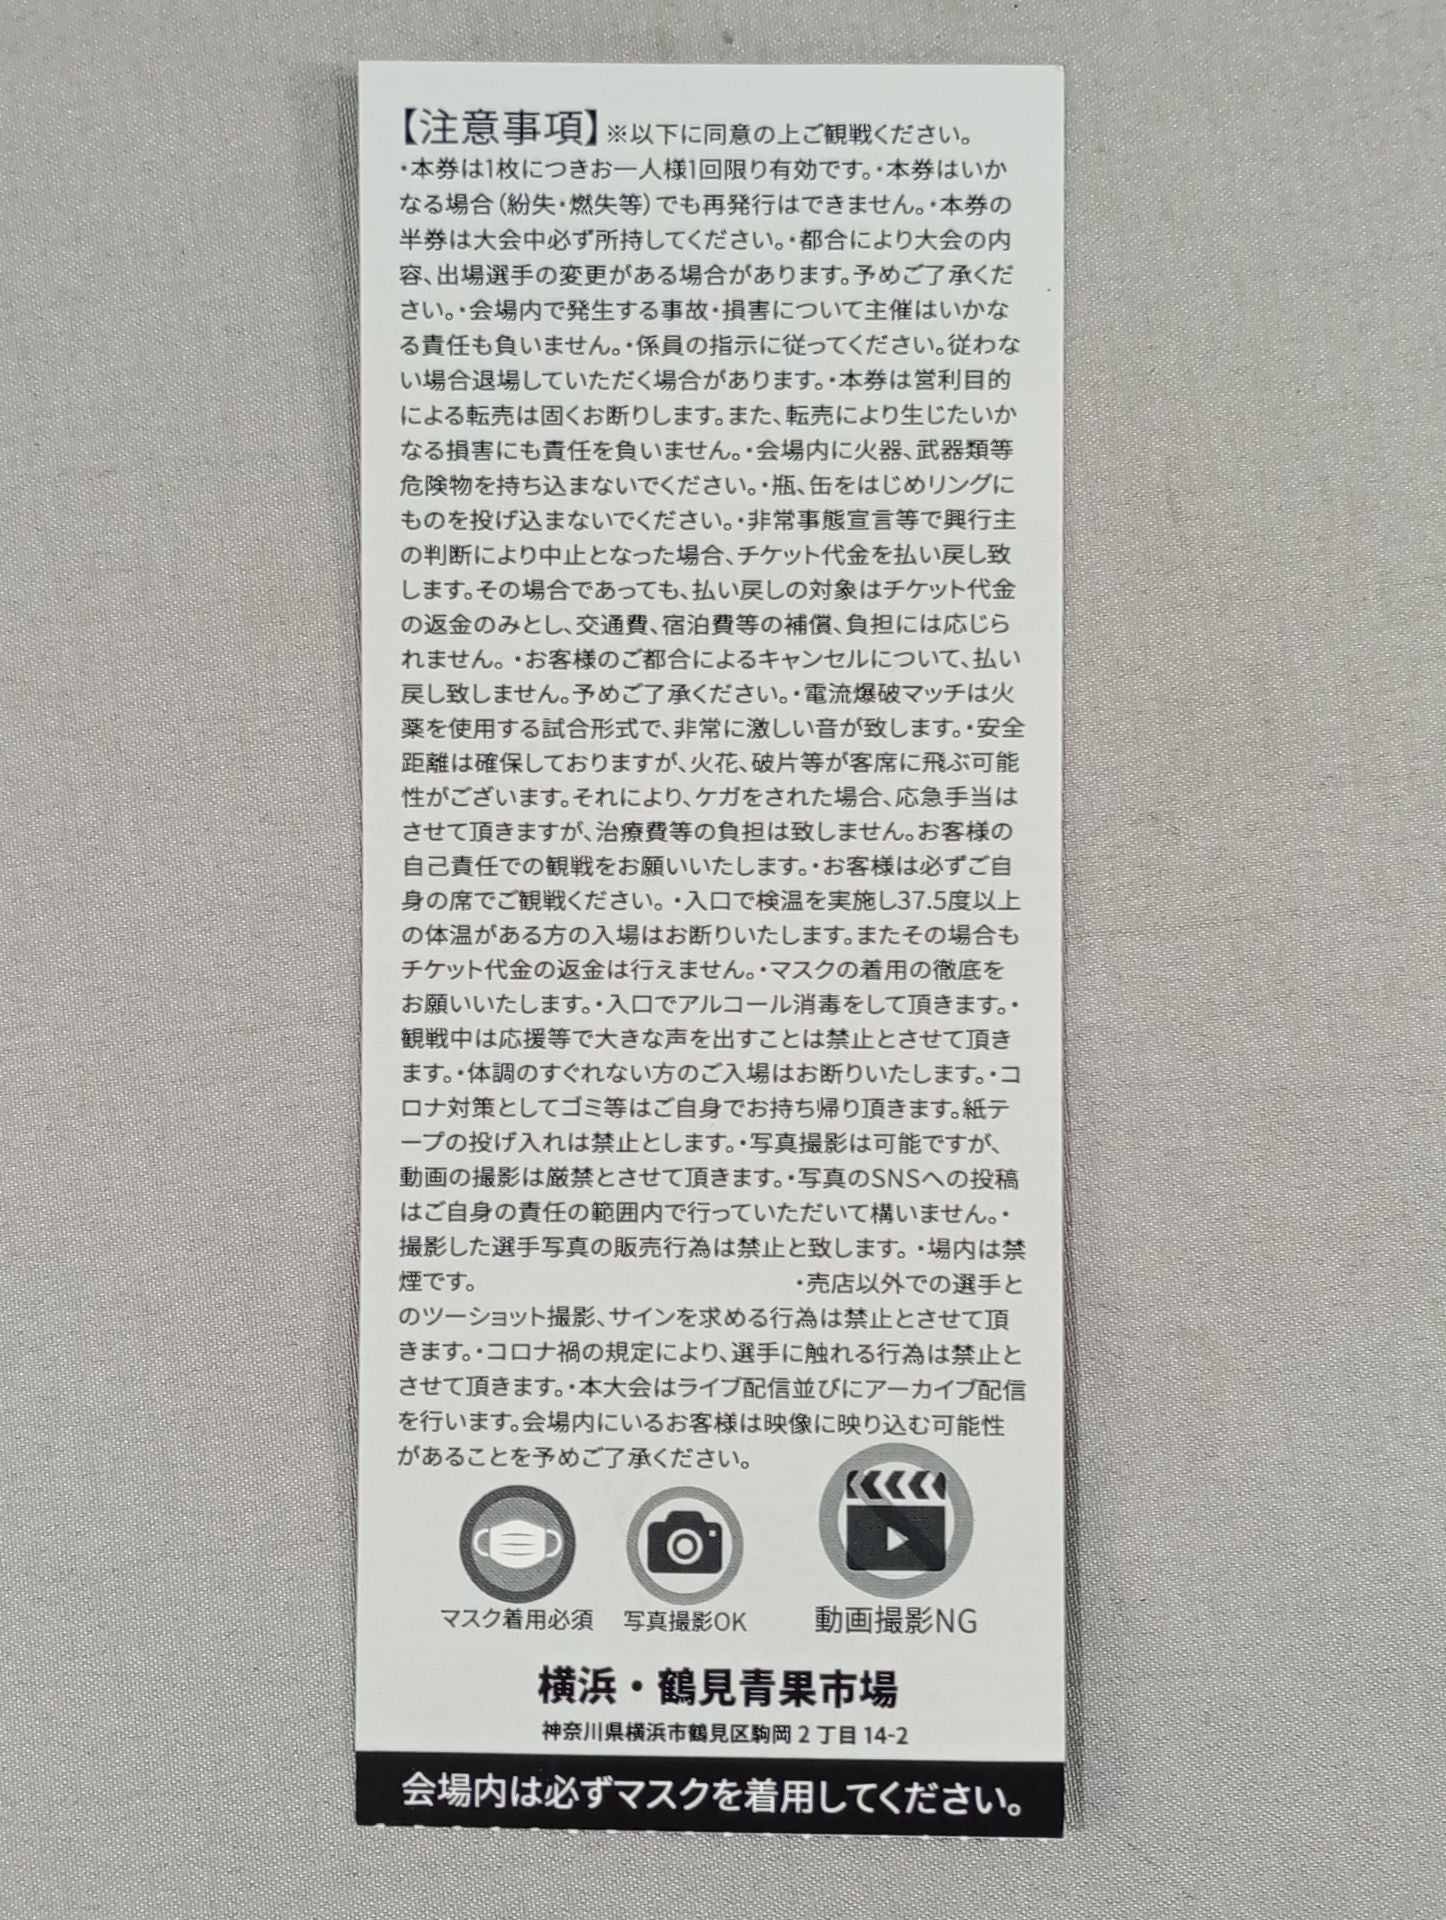 【注意事項】※以下に同意の上ご観戦ください。
・本券は1枚につきお一人様1回限り有効です。・本券はいか
なる場合（紛失・燃失等）でも再発行はできません。・本券の
半券は大会中必ず所持してください。・都合により大会の内
容、出場選手の変更がある場合があります。予めご了承くだ
さい。・会場内で発生する事故・損害について主催はいかな
る責任も負いません。・係員の指示に従ってください。従わな
い場合退場していただく場合があります。・本券は営利目的
による転売は固くお断りします。また、転売により生じたいか
なる損害にも責任を負いません。・会場内に火器、武器類等
危険物を持ち込まないでください。・瓶、缶をはじめリングに
ものを投げ込まないでください。・非常事態宣言等で興行主
の判断により中止となった場合、チケット代金を払い戻し致
します。その場合であっても、払い戻しの対象はチケット代金
の返金のみとし、交通費、宿泊費等の補償、負担には応じら
れません。・お客様のご都合によるキャンセルについて、払い
戻し致しません。予めご了承ください。・電流爆破マッチは火
薬を使用する試合形式で、非常に激しい音が致します。・安全
距離は確保しておりますが、火花、破片等が客席に飛ぶ可能
性がございます。それにより、ケガをされた場合、応急手当は
させて頂きますが、治療費等の負担は致しません。お客様の
自己責任での観戦をお願いいたします。・お客様は必ずご自
身の席でご観戦ください。・入口で検温を実施し37.5度以上
の体温がある方の入場はお断りいたします。またその場合も
チケット代金の返金は行えません。・マスクの着用の徹底を
お願いいたします。・入口でアルコール消毒をして頂きます。・
観戦中は応援等で大きな声を出すことは禁止とさせて頂き
ます。・体調のすぐれない方のご入場はお断りいたします。・コ
ロナ対策としてゴミ等はご自身でお持ち帰り頂きます。紙テ
ープの投げ入れは禁止とします。・写真撮影は可能ですが、
動画の撮影は厳禁とさせて頂きます。・写真のSNSへの投稿
はご自身の責任の範囲内で行っていただいて構いません。・
撮影した選手写真の販売行為は禁止と致します。・場内は禁
煙です。 ・売店以外での選手と
のツーショット撮影、サインを求める行為は禁止とさせて頂
きます。・コロナ禍の規定により、選手に触れる行為は禁止と
させて頂きます。・本大会はライブ配信並びにアーカイブ配信
を行います。会場内にいるお客様は映像に映り込む可能性
があることを予めご了承ください。
マスク着用必須 写真撮影OK 動画撮影NG
横浜・鶴見青果市場
神奈川県横浜市鶴見区駒岡2丁目14-2
会場内は必ずマスクを着用してください。